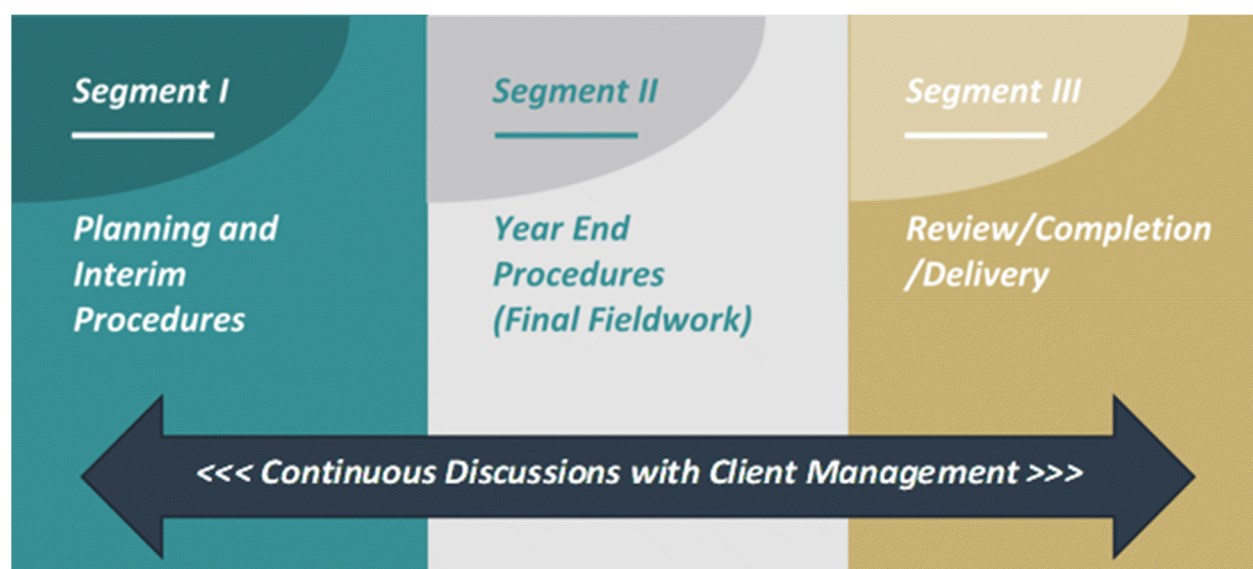 Segment I
Planning and
Interim
Procedures
Segment II
Year End
Procedures
(Final Fieldwork)
Segment III
Review/Completion
/Delivery
<<< Continuous Discussions with Client Management >>>